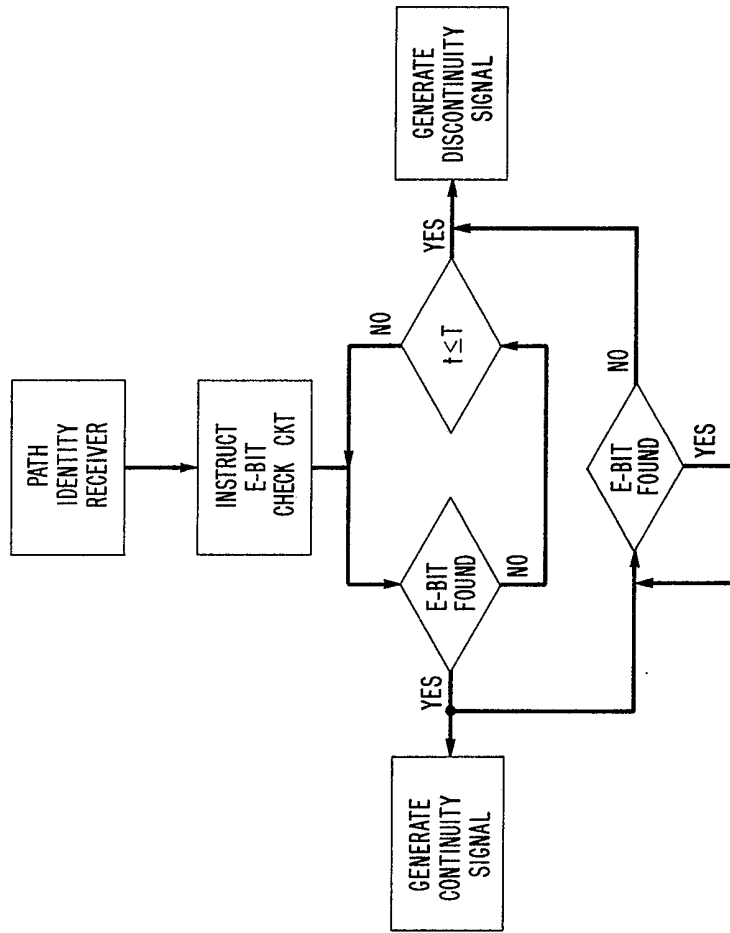 PATH
IDENTITY
RECEIVER
INSTRUCT
E-BIT
CHECK CKT
E-BIT
FOUND
YES
NO
GENERATE
CONTINUITY
SIGNAL
t≤T
NO
YES
GENERATE
DISCONTINUITY
SIGNAL
E-BIT
FOUND
NO
YES